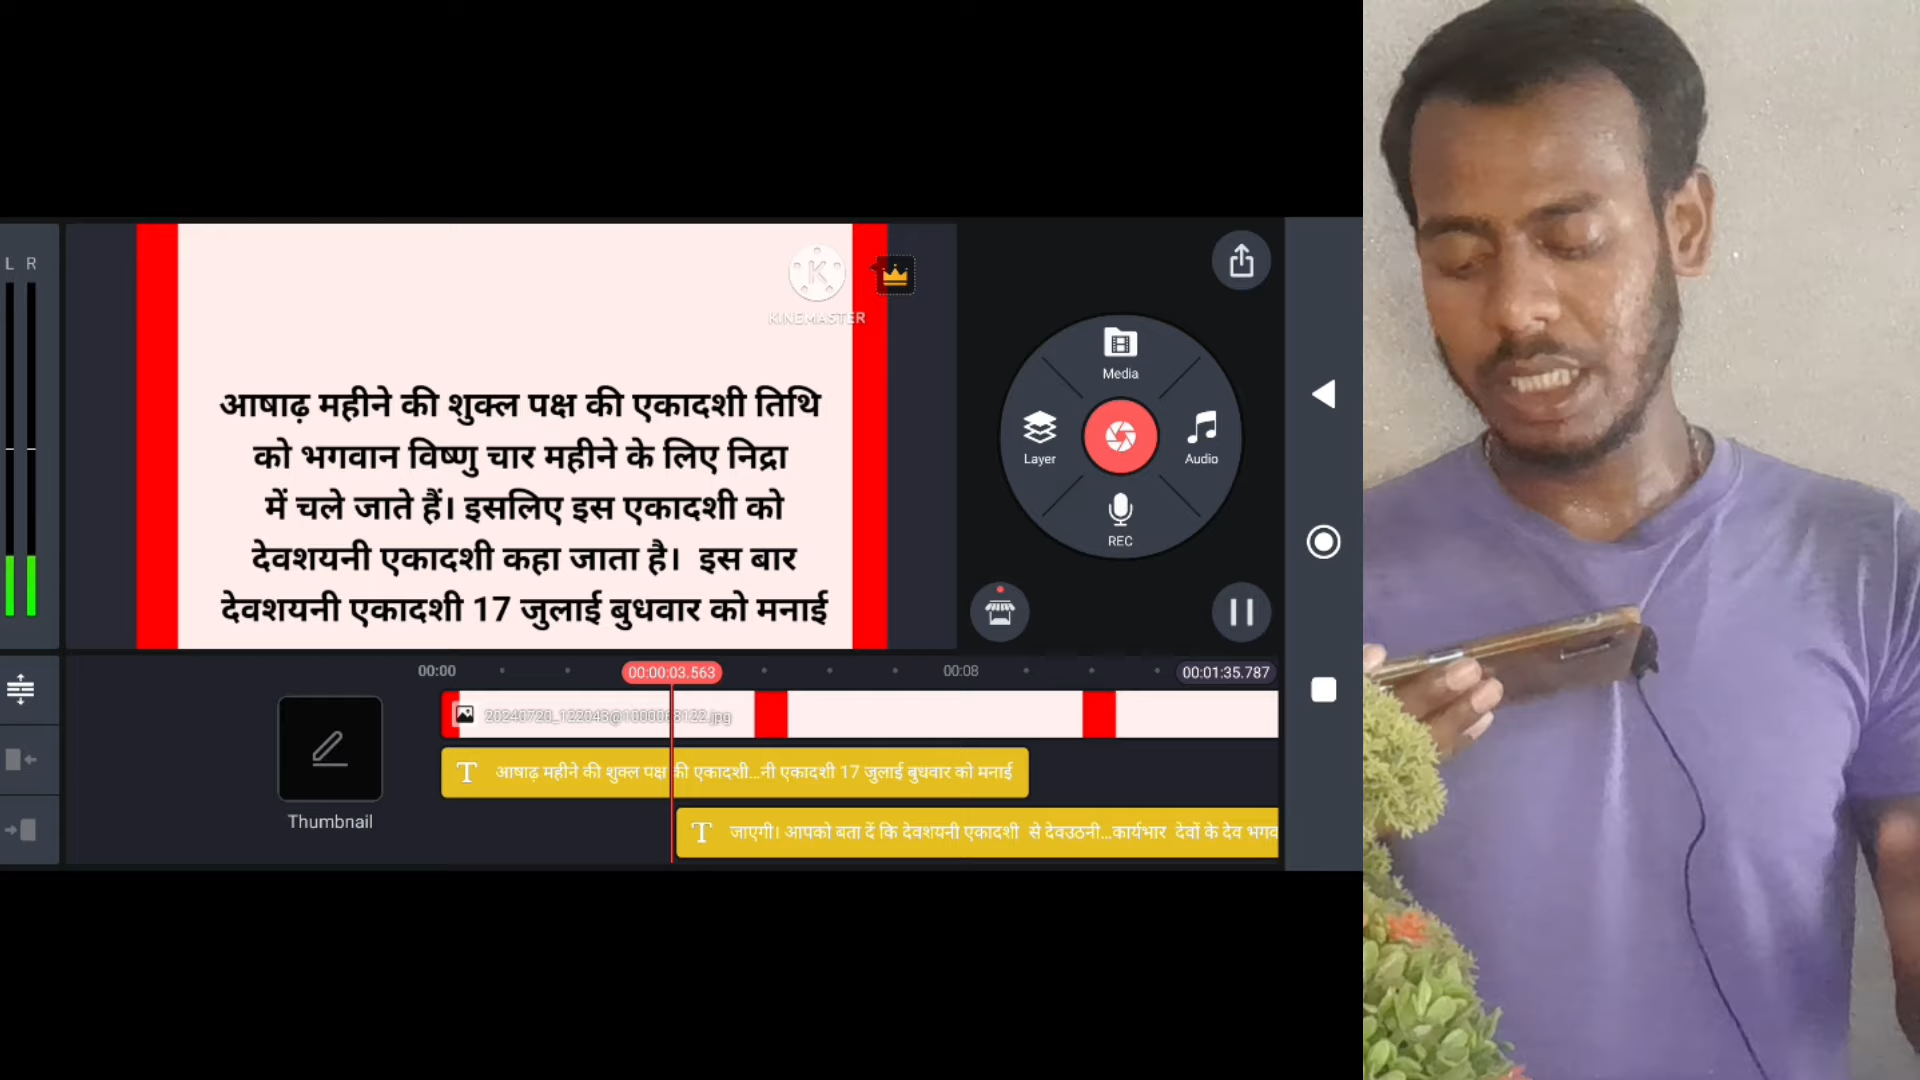 L R
KINEMASTER
आषाढ़ महीने की शुक्ल पक्ष की एकादशी तिथि
को भगवान विष्णु चार महीने के लिए निद्रा
में चले जाते हैं। इसलिए इस एकादशी को
देवशयनी एकादशी कहा जाता है। इस बार
देवशयनी एकादशी 17 जुलाई बुधवार को मनाई
Media
Layer
Audio
REC
00:00
00:00:03.563
00:08
00:01:35.787
20240720_122043@1000068122.jpg
T आषाढ़ महीने की शुक्ल पक्ष की एकादशी...नी एकादशी 17 जुलाई बुधवार को मनाई
Thumbnail
T जाएगी। आपको बता दें कि देवशयनी एकादशी से देवउठनी...कार्यभार देवों के देव भगव